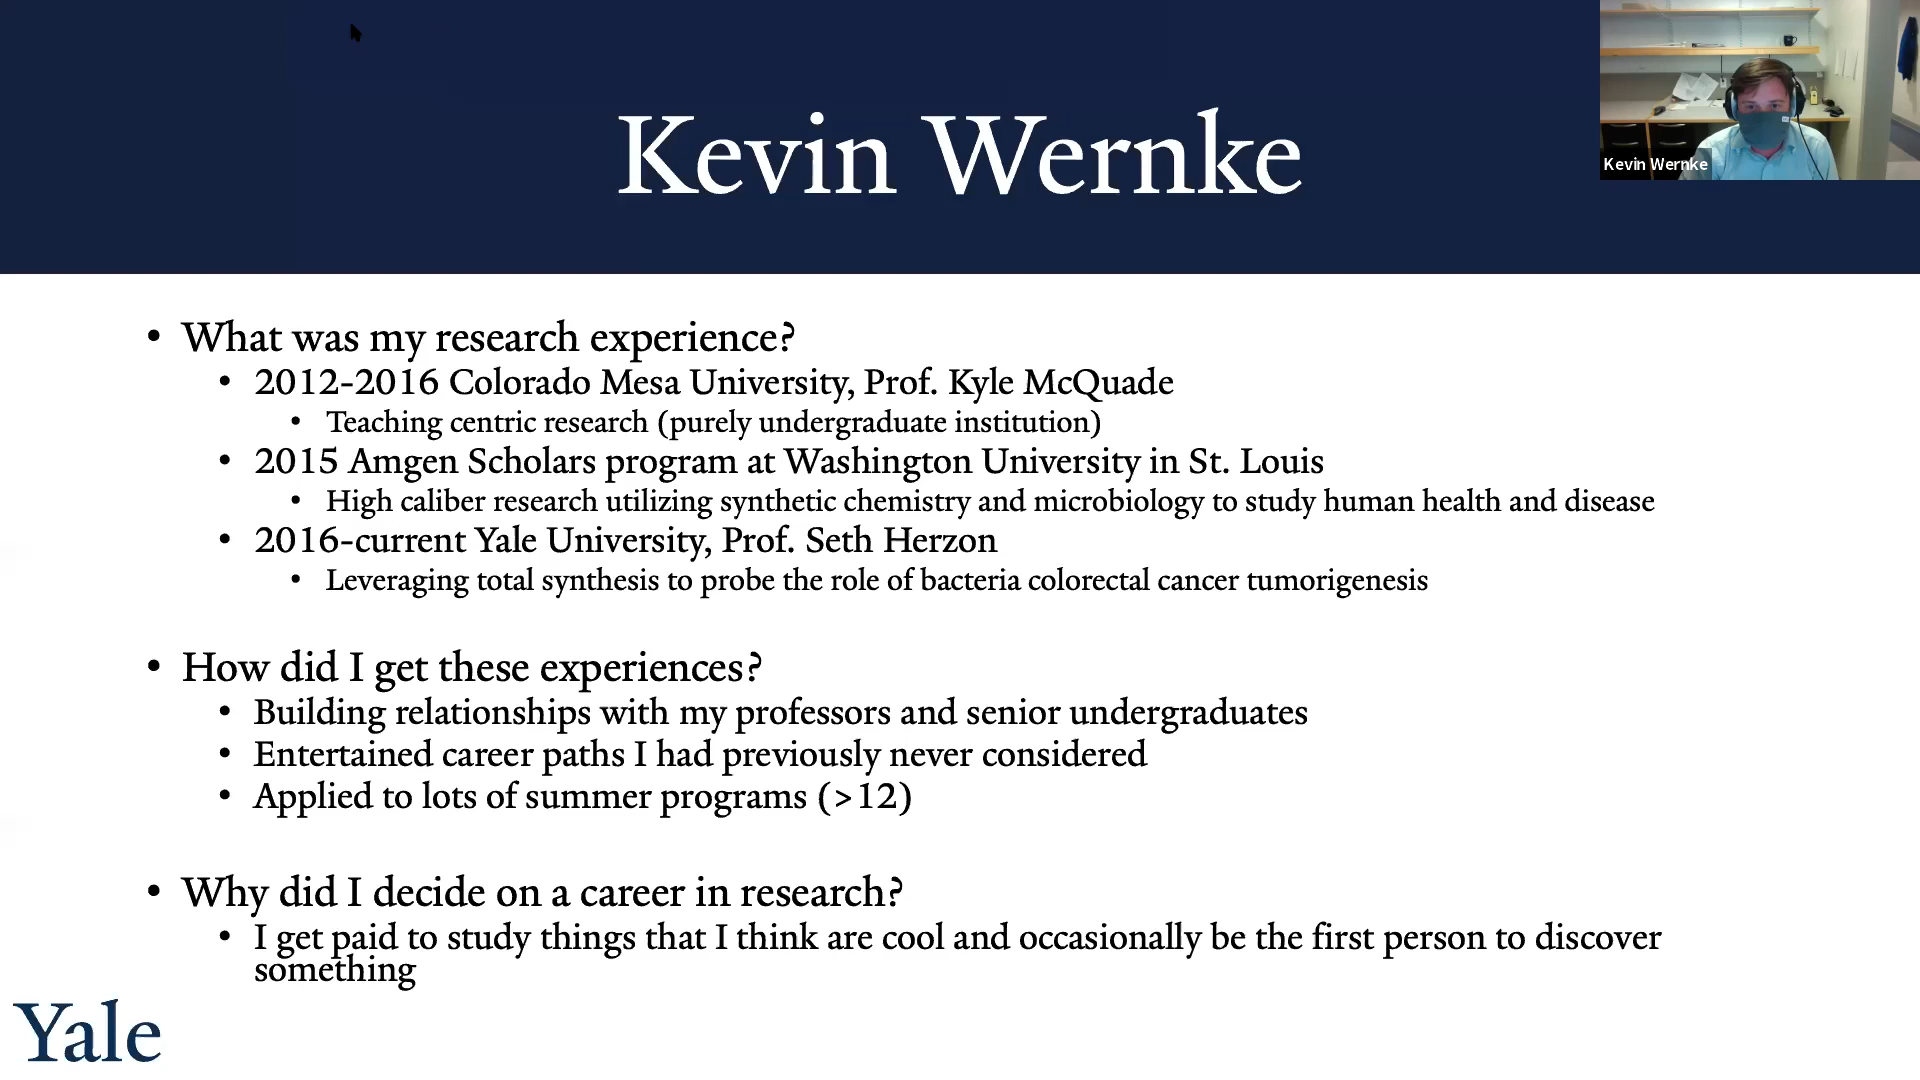 Kevin Wernke
Kevin Wernke
• What was my research experience?
• 2012-2016 Colorado Mesa University, Prof. Kyle McQuade
• Teaching centric research (purely undergraduate institution)
• 2015 Amgen Scholars program at Washington University in St. Louis
• High caliber research utilizing synthetic chemistry and microbiology to study human health and disease
• 2016-current Yale University, Prof. Seth Herzon
• Leveraging total synthesis to probe the role of bacteria colorectal cancer tumorigenesis
• How did I get these experiences?
• Building relationships with my professors and senior undergraduates
• Entertained career paths I had previously never considered
• Applied to lots of summer programs (>12)
• Why did I decide on a career in research?
• I get paid to study things that I think are cool and occasionally be the first person to discover
something
Yale